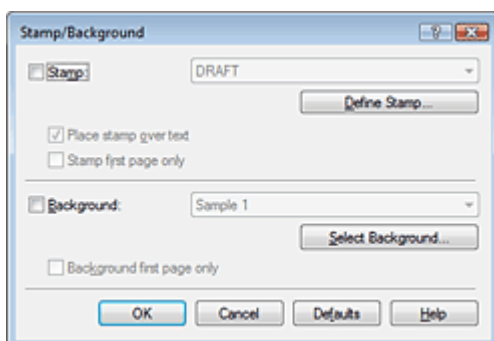 Stamp/Background
Stamp: DRAFT
Define Stamp...
Place stamp over text
Stamp first page only
Background: Sample 1
Select Background...
Background first page only
OK Cancel Defaults Help